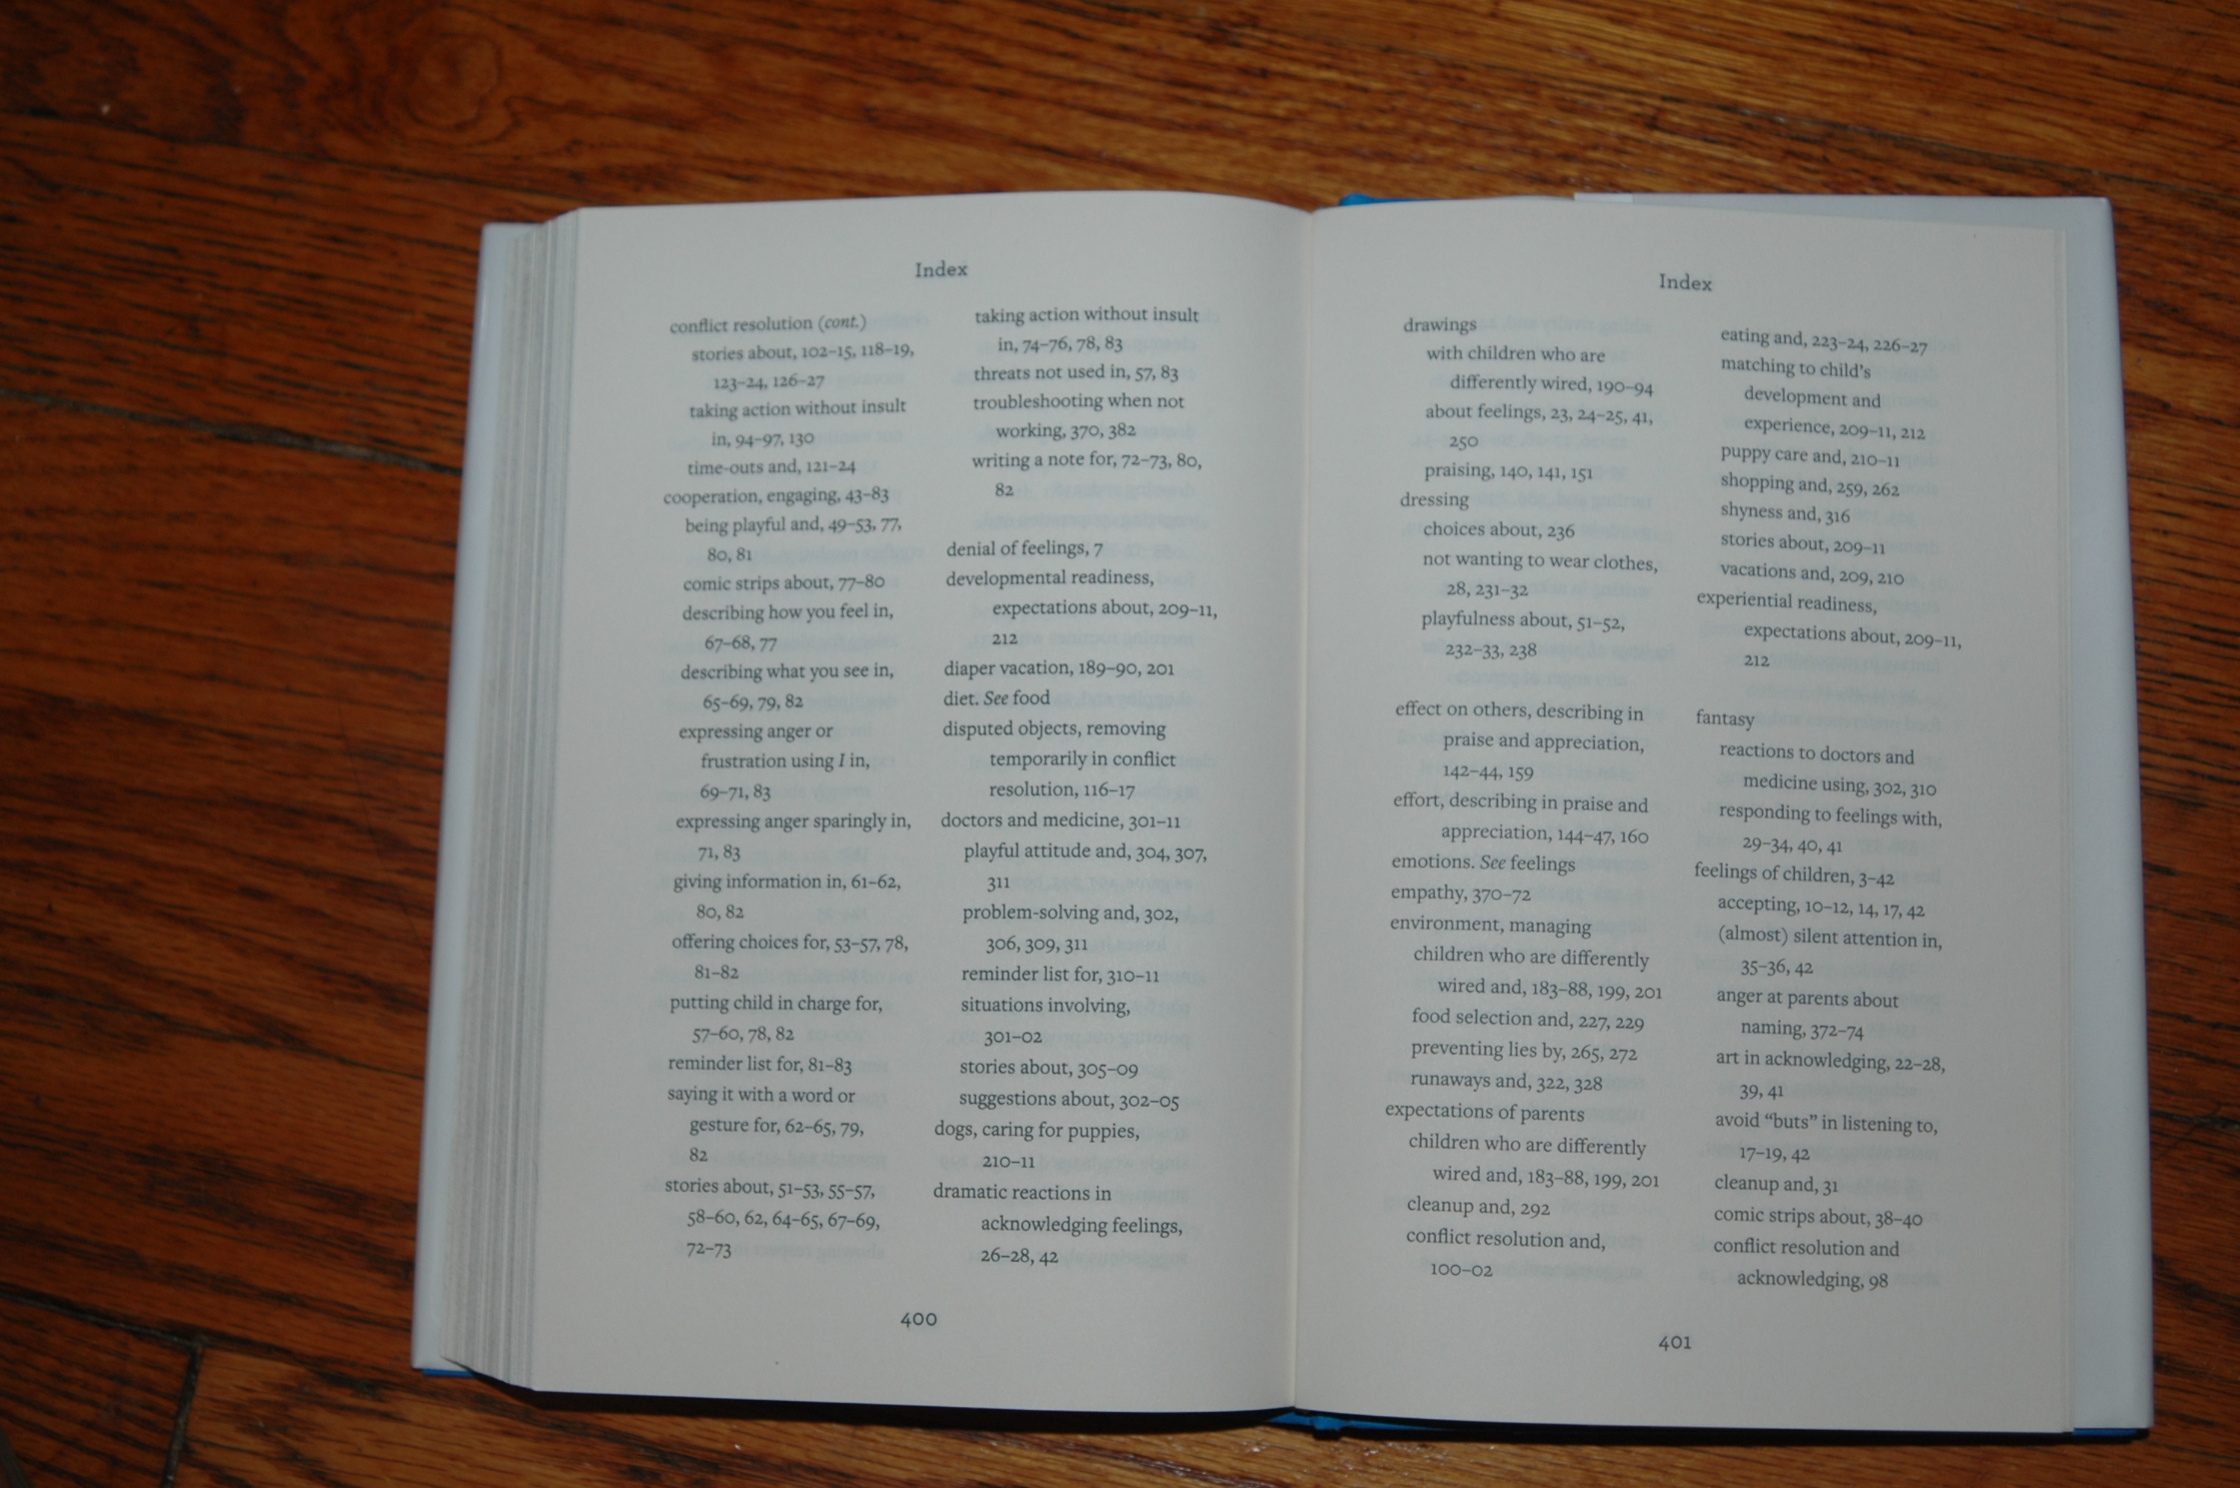 Index
conflict resolution (cont.)
stories about, 102–15, 118–19,
123–24, 126–27
taking action without insult
in, 94–97, 130
time-outs and, 121–24
cooperation, engaging, 43–83
being playful and, 49–53, 77,
80, 81
comic strips about, 77–80
describing how you feel in,
67–68, 77
describing what you see in,
65–69, 79, 82
expressing anger or
frustration using I in,
69–71, 83
expressing anger sparingly in,
71, 83
giving information in, 61–62,
80, 82
offering choices for, 53–57, 78,
81–82
putting child in charge for,
57–60, 78, 82
reminder list for, 81–83
saying it with a word or
gesture for, 62–65, 79,
82
stories about, 51–53, 55–57,
58–60, 62, 64–65, 67–69,
72–73
taking action without insult
in, 74–76, 78, 83
threats not used in, 57, 83
troubleshooting when not
working, 370, 382
writing a note for, 72–73, 80,
82
denial of feelings, 7
developmental readiness,
expectations about, 209–11,
212
diaper vacation, 189–90, 201
diet. See food
disputed objects, removing
temporarily in conflict
resolution, 116–17
doctors and medicine, 301–11
playful attitude and, 304, 307,
311
problem-solving and, 302,
306, 309, 311
reminder list for, 310–11
situations involving,
301–02
stories about, 305–09
suggestions about, 302–05
dogs, caring for puppies,
210–11
dramatic reactions in
acknowledging feelings,
26–28, 42
400
Index
drawings
with children who are
differently wired, 190–94
about feelings, 23, 24–25, 41,
250
praising, 140, 141, 151
dressing
choices about, 236
not wanting to wear clothes,
28, 231–32
playfulness about, 51–52,
232–33, 238
effect on others, describing in
praise and appreciation,
142–44, 159
effort, describing in praise and
appreciation, 144–47, 160
emotions. See feelings
empathy, 370–72
environment, managing
children who are differently
wired and, 183–88, 199, 201
food selection and, 227, 229
preventing lies by, 265, 272
runaways and, 322, 328
expectations of parents
children who are differently
wired and, 183–88, 199, 201
cleanup and, 292
conflict resolution and,
100–02
eating and, 223–24, 226–27
matching to child's
development and
experience, 209–11, 212
puppy care and, 210–11
shopping and, 259, 262
shyness and, 316
stories about, 209–11
vacations and, 209, 210
experiential readiness,
expectations about, 209–11,
212
fantasy
reactions to doctors and
medicine using, 302, 310
responding to feelings with,
29–34, 40, 41
feelings of children, 3–42
accepting, 10–12, 14, 17, 42
(almost) silent attention in,
35–36, 42
anger at parents about
naming, 372–74
art in acknowledging, 22–28,
39, 41
avoid “buts” in listening to,
17–19, 42
cleanup and, 31
comic strips about, 38–40
conflict resolution and
acknowledging, 98
401